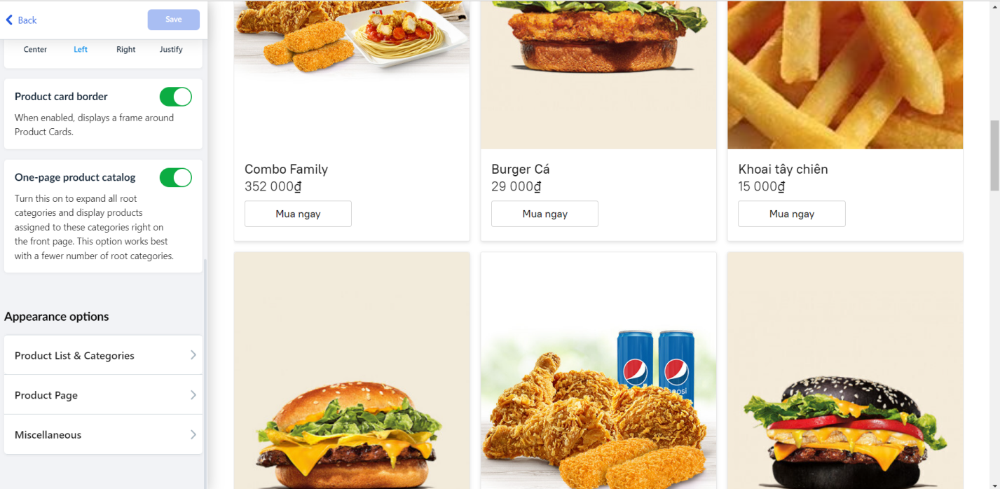 Back
Save
Center Left Right Justify
Product card border
When enabled, displays a frame around
Product Cards.
One-page product catalog
Turn this on to expand all root
categories and display products
assigned to these categories right on
the front page. This option works best
with a fewer number of root categories.
Appearance options
Product List & Categories
Product Page
Miscellaneous
Combo Family
352 000₫
Mua ngay
Burger Cá
29 000₫
Mua ngay
Khoai tây chiên
15 000₫
Mua ngay